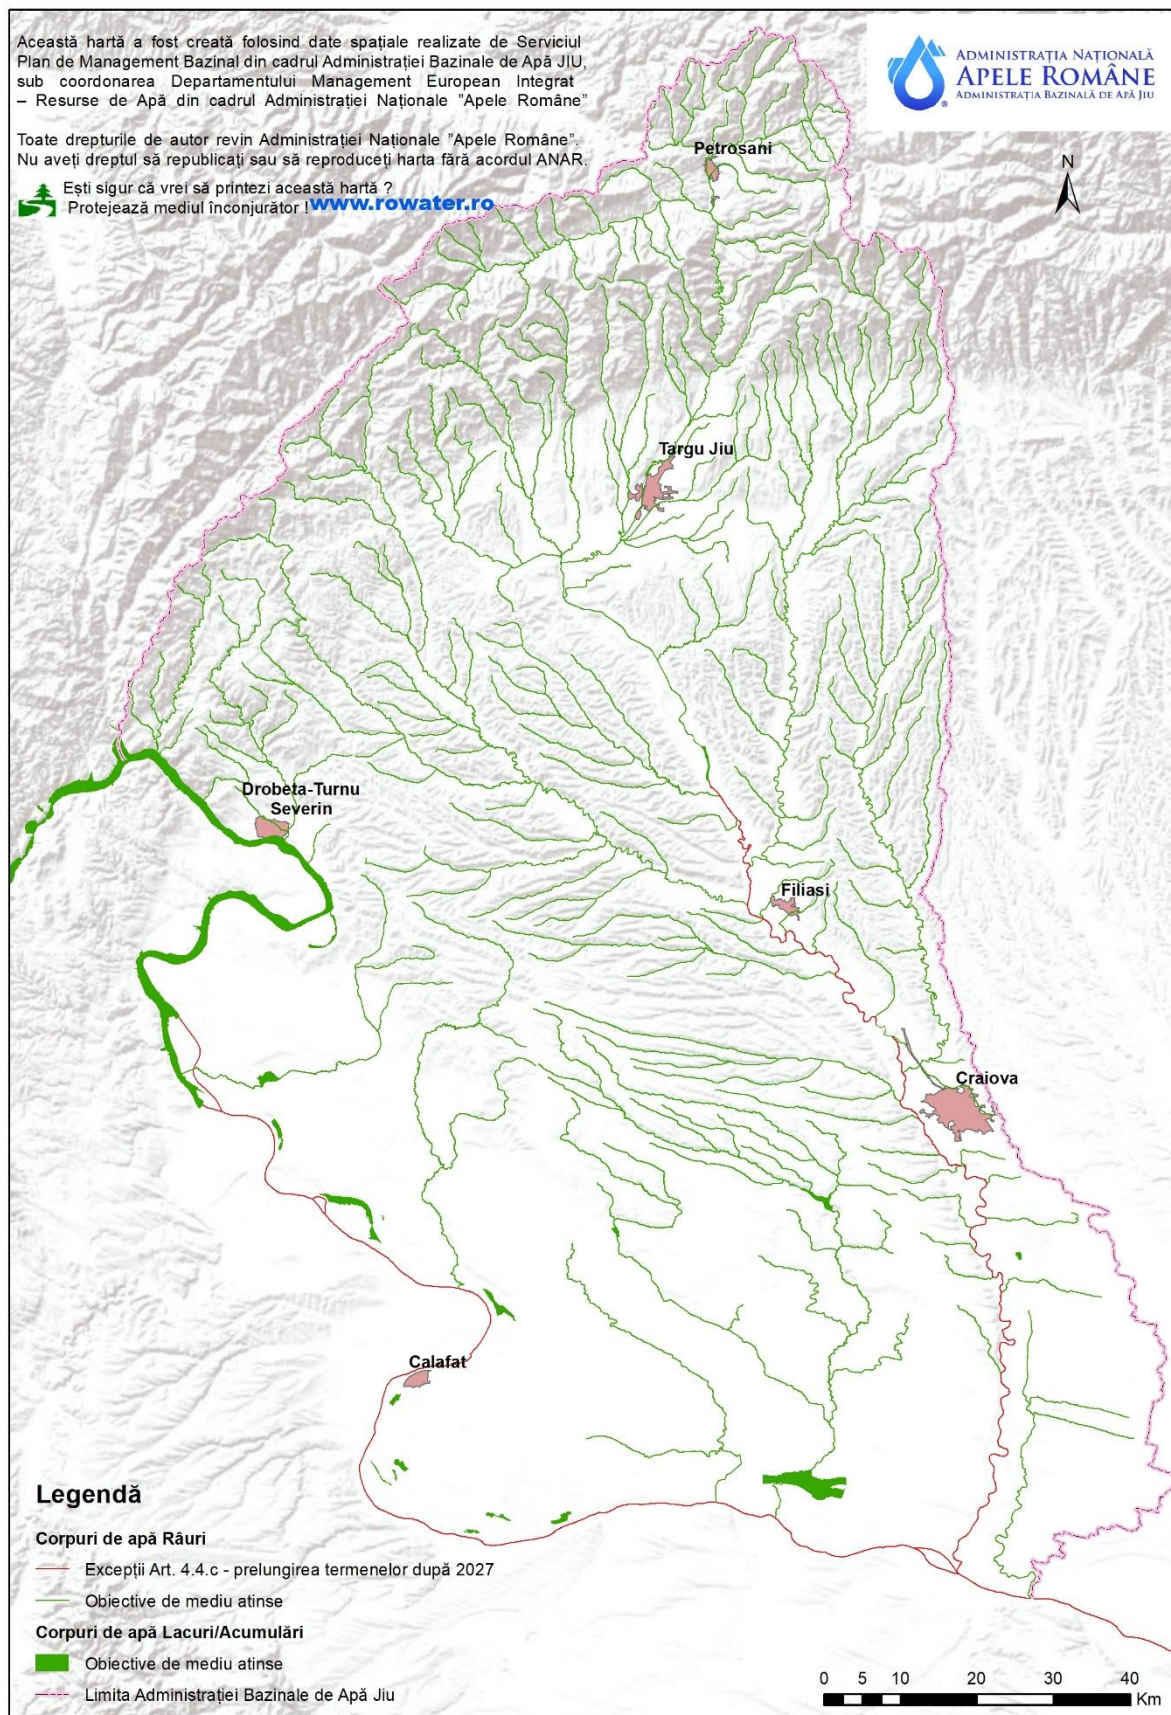 Această hartă a fost creată folosind date spațiale realizate de Serviciul
Plan de Management Bazinal din cadrul Administrației Bazinale de Apă JIU,
sub coordonarea Departamentului Management European Integrat
– Resurse de Apă din cadrul Administrației Naționale "Apele Române"
Toate drepturile de autor revin Administrației Naționale "Apele Române".
Nu aveți dreptul să republicați sau să reproduceți harta fără acordul ANAR.
Ești sigur că vrei să printezi această hartă ?
Protejează mediul înconjurător ! www.rowater.ro
ADMINISTRAȚIA NAȚIONALĂ
APELE ROMÂNE
ADMINISTRAȚIA BAZINALĂ DE APĂ JIU
®
N
Petrosani
Targu Jiu
Drobeta-Turnu
Severin
Filiasi
Craiova
Calafat
Legendă
Corpuri de apă Râuri
Excepții Art. 4.4.c - prelungirea termenelor după 2027
Obiective de mediu atinse
Corpuri de apă Lacuri/Acumulări
Obiective de mediu atinse
Limita Administrației Bazinale de Apă Jiu
0 5 10 20 30 40
Km